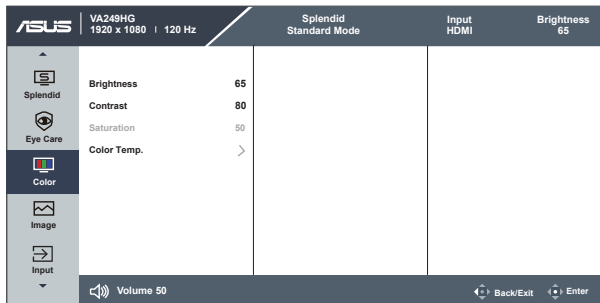 ASUS
VA249HG
1920 x 1080 | 120 Hz
Splendid
Standard Mode
Input
HDMI
Brightness
65
Splendid
Eye Care
Color
Image
Input
Brightness 65
Contrast 80
Saturation 50
Color Temp.
Volume 50
Back/Exit
Enter